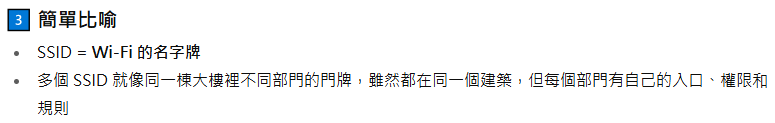 3 簡單比喻
• SSID = Wi-Fi 的名字牌
• 多個 SSID 就像同一棟大樓裡不同部門的門牌，雖然都在同一個建築，但每個部門有自己的入口、權限和
規則